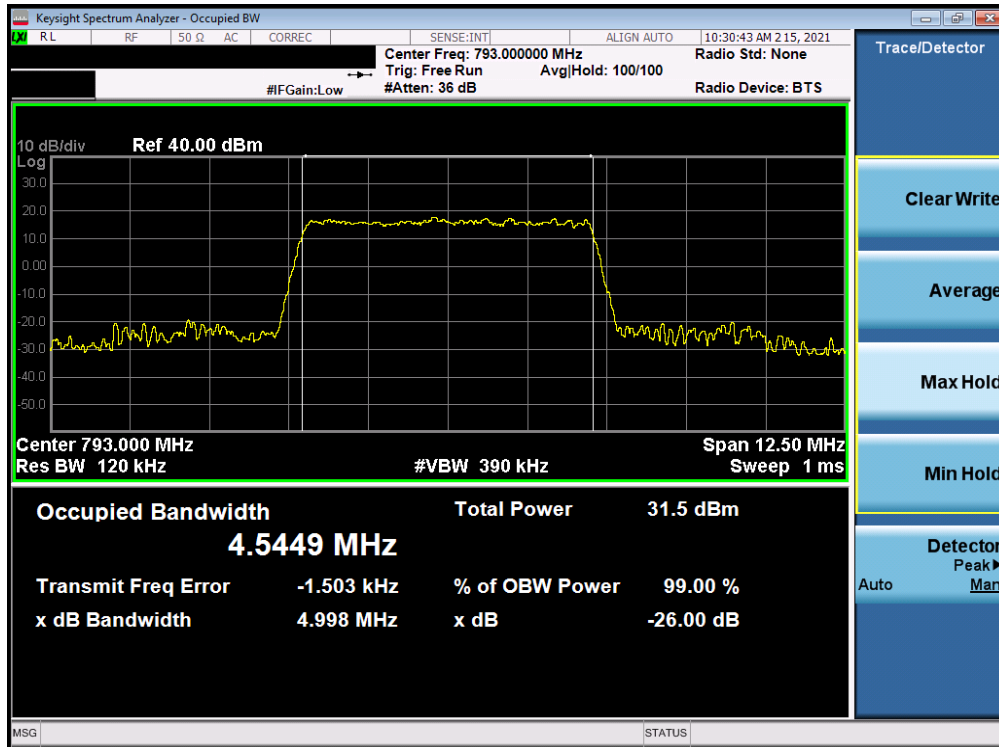 Keysight Spectrum Analyzer - Occupied BW
LXI RL RF 50 Ω AC CORREC SENSE:INT ALIGN AUTO 10:30:43 AM 2 15, 2021
Center Freq: 793.000000 MHz Radio Std: None
Trig: Free Run Avg|Hold: 100/100
#IFGain:Low #Atten: 36 dB Radio Device: BTS
Trace/Detector
10 dB/div Ref 40.00 dBm
Log
30.0
20.0
10.0
0.00
-10.0
-20.0
-30.0
-40.0
-50.0
Center 793.000 MHz Span 12.50 MHz
Res BW 120 kHz #VBW 390 kHz Sweep 1 ms
Occupied Bandwidth Total Power 31.5 dBm
4.5449 MHz
Transmit Freq Error -1.503 kHz % of OBW Power 99.00 %
x dB Bandwidth 4.998 MHz x dB -26.00 dB
Clear Write
Average
Max Hold
Min Hold
Detector
Peak▶
Auto Man
MSG STATUS